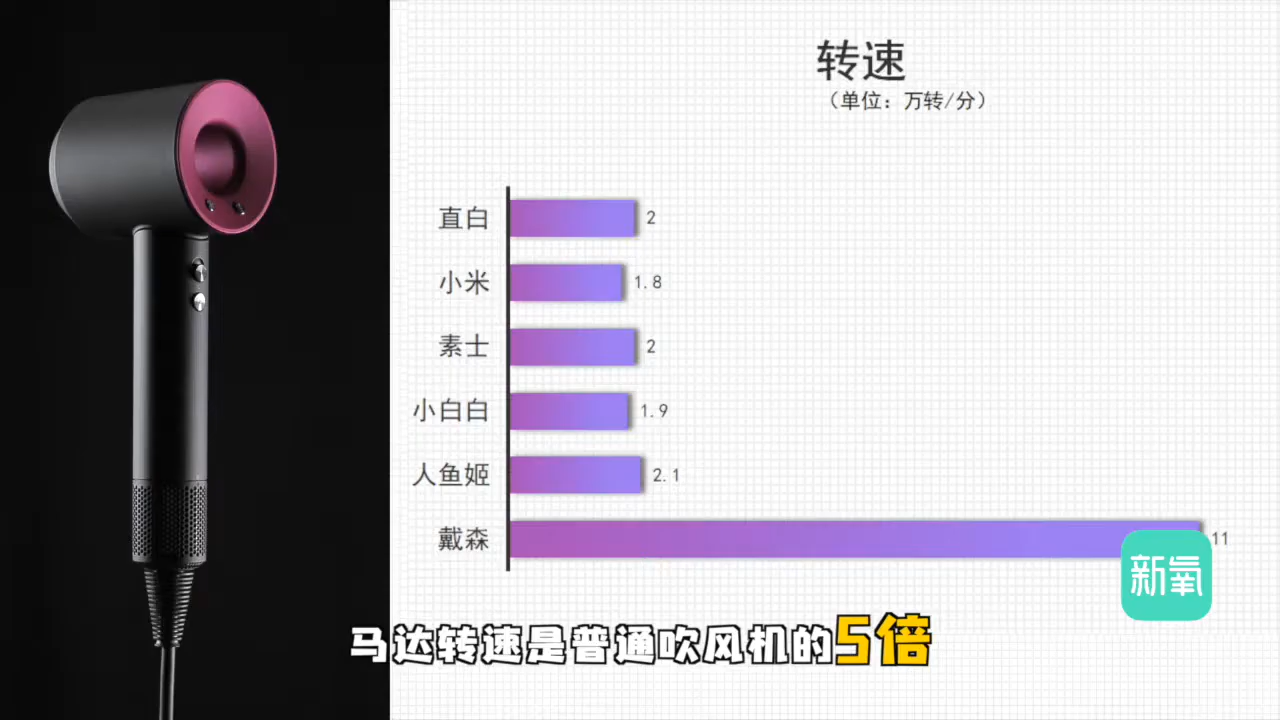 转速
（单位：万转/分）
直白 2
小米 1.8
素士 2
小白白 1.9
人鱼姬 2.1
戴森 11
新氧
马达转速是普通吹风机的5倍